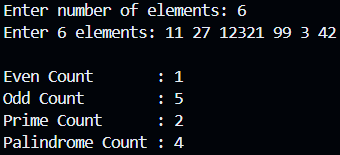 Enter number of elements: 6
Enter 6 elements: 11 27 12321 99 3 42
Even Count : 1
Odd Count : 5
Prime Count : 2
Palindrome Count : 4